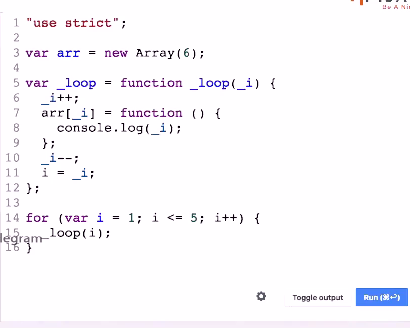 1 "use strict";
2
3 var arr = new Array(6);
4
5 var _loop = function _loop(_i) {
6 _i++;
7 arr[_i] = function () {
8 console.log(_i);
9 };
10 _i--;
11 i = _i;
12 };
13
14 for (var i = 1; i <= 5; i++) {
15 _loop(i);
legram
16 }
Toggle output
Run (⌘↩)